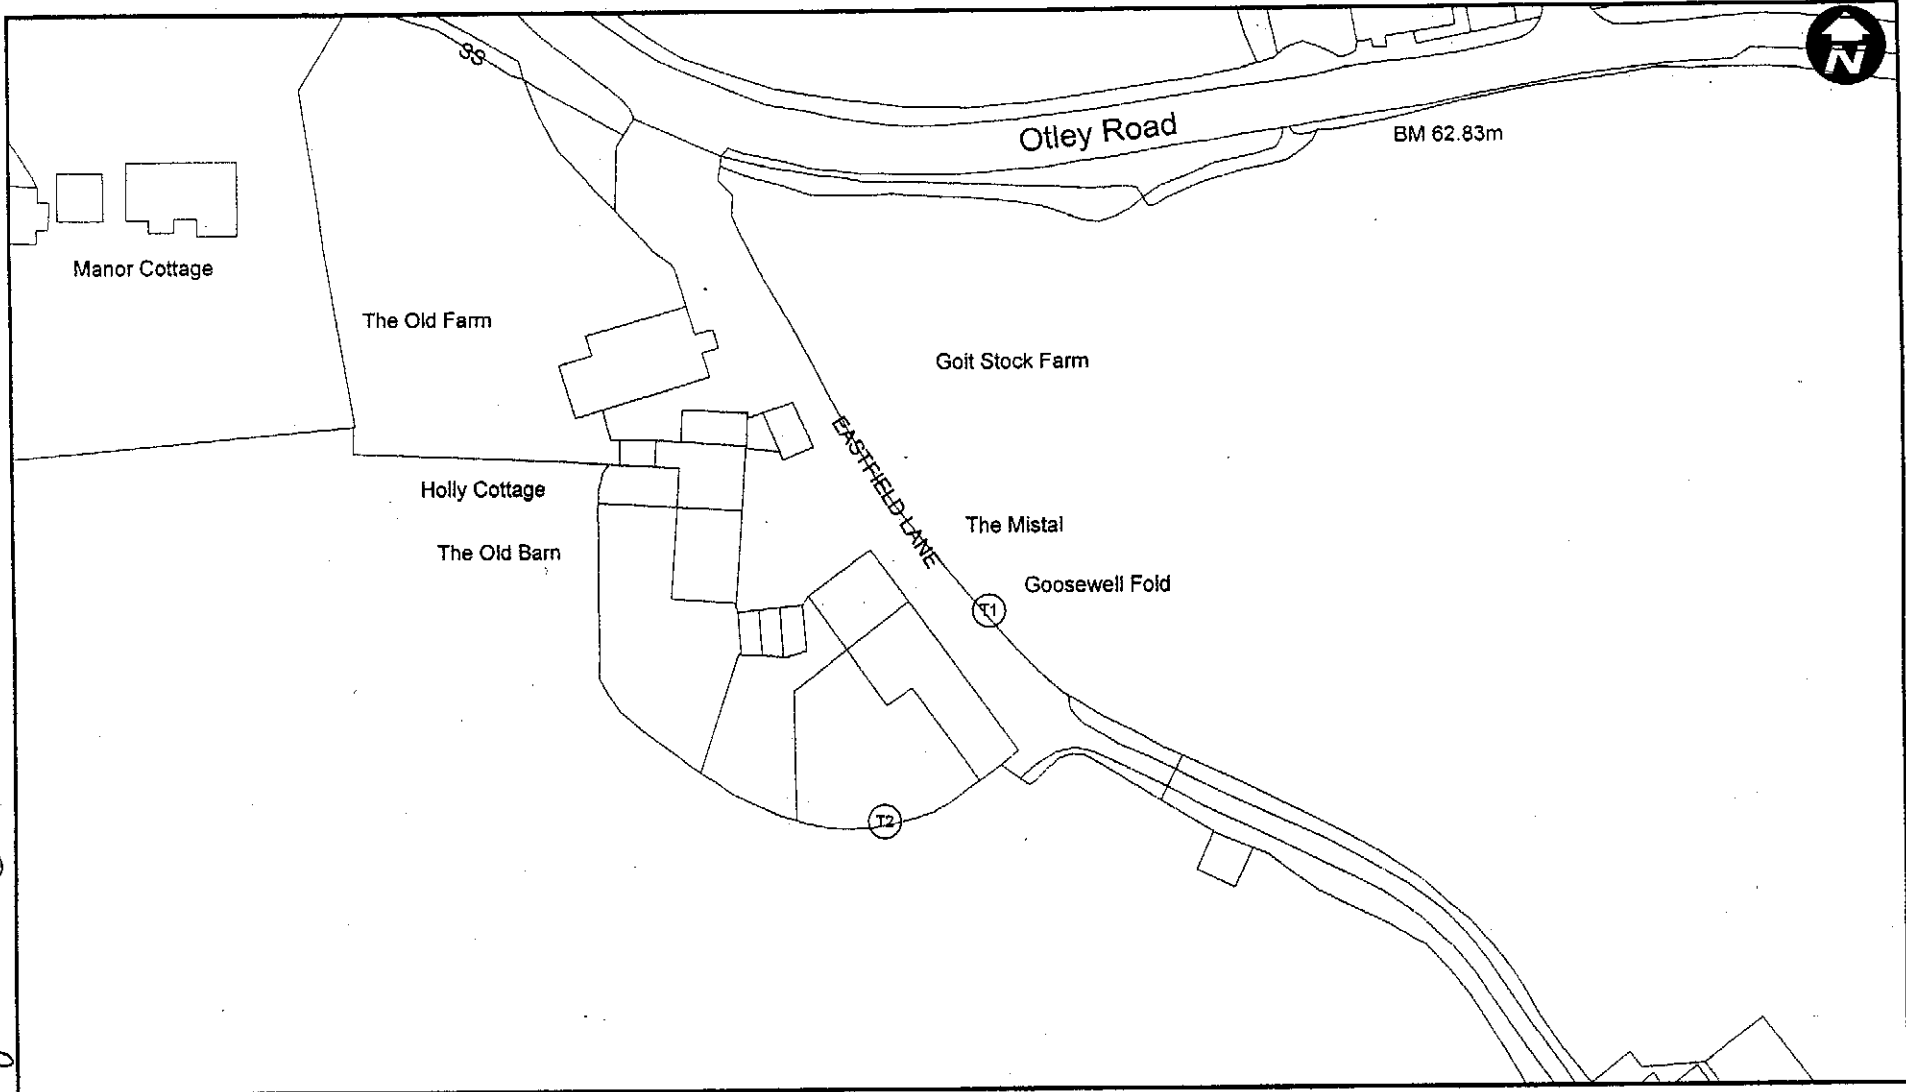 33
N
Otley Road
BM 62.83m
Manor Cottage
The Old Farm
Goit Stock Farm
EASTFIELD LANE
Holly Cottage
The Mistal
The Old Barn
Goosewell Fold
T1
T2